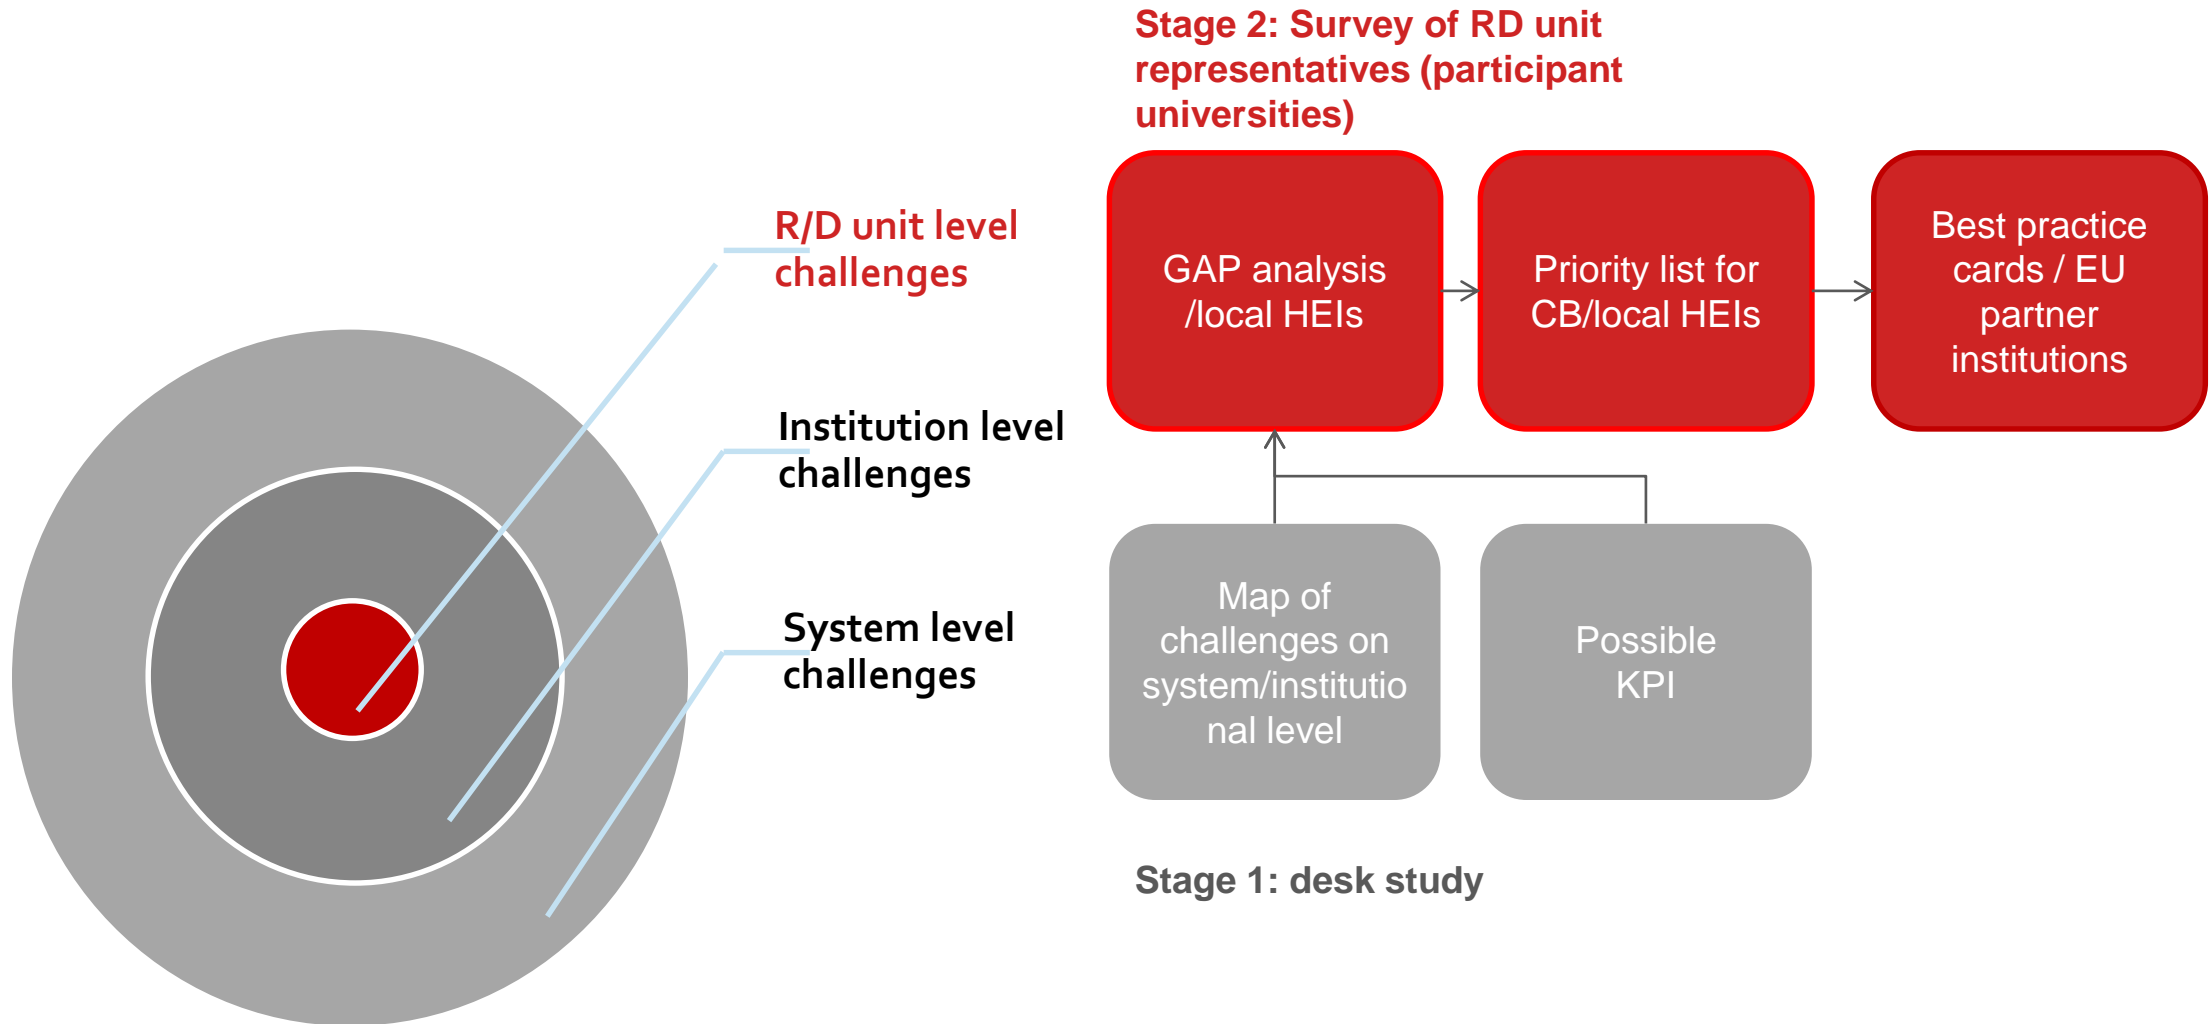 Stage 2: Survey of RD unit
representatives (participant
universities)
R/D unit level
challenges
Institution level
challenges
System level
challenges
GAP analysis
/local HEIs
Priority list for
CB/local HEIs
Best practice
cards / EU
partner
institutions
Map of
challenges on
system/institutio
nal level
Possible
KPI
Stage 1: desk study